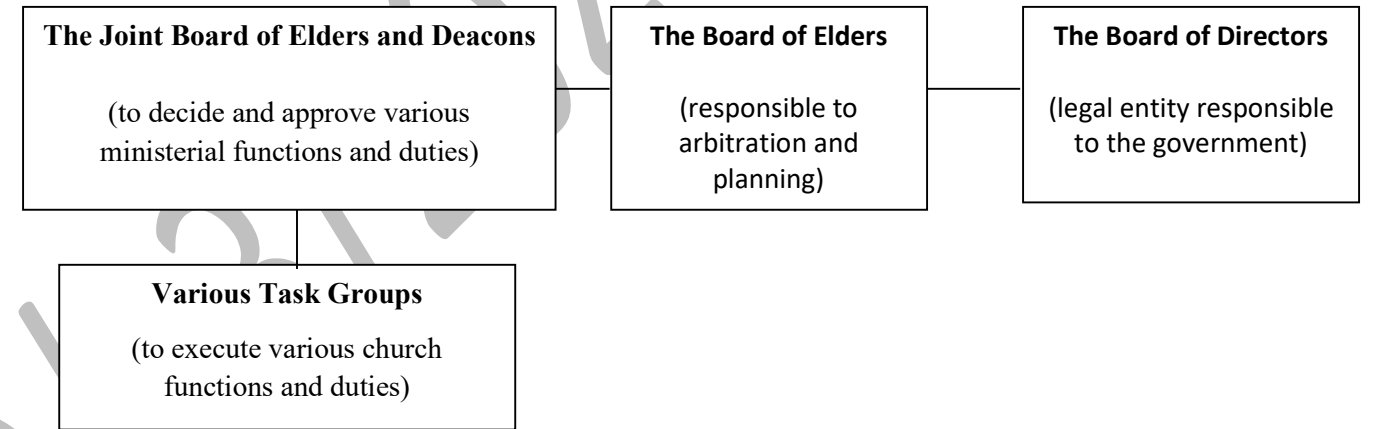 The Joint Board of Elders and Deacons
(to decide and approve various
ministerial functions and duties)
The Board of Elders
(responsible to
arbitration and
planning)
The Board of Directors
(legal entity responsible
to the government)
Various Task Groups
(to execute various church
functions and duties)